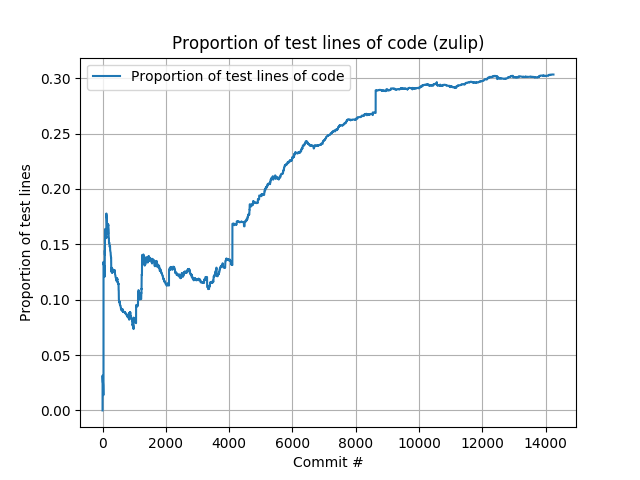 Proportion of test lines of code (zulip)
Proportion of test lines of code
0.30
0.25
0.20
0.15
0.10
0.05
0.00
Proportion of test lines
0 2000 4000 6000 8000 10000 12000 14000
Commit #